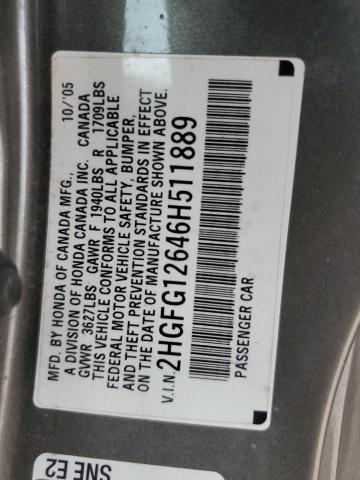 MFD. BY HONDA OF CANADA MFG., 10/'05
A DIVISION OF HONDA CANADA INC. CANADA
GVWR 3627LBS GAWR F 1940LBS R 1709LBS
THIS VEHICLE CONFORMS TO ALL APPLICABLE
FEDERAL MOTOR VEHICLE SAFETY, BUMPER,
AND THEFT PREVENTION STANDARDS IN EFFECT
ON THE DATE OF MANUFACTURE SHOWN ABOVE.
V.I.N. 2HGFG12646H511889
PASSENGER CAR
SNE E2